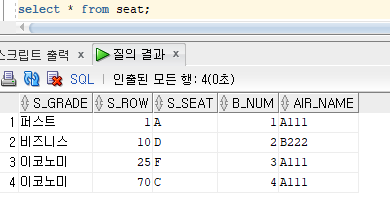 select * from seat;
스크립트 출력 × 질의 결과 ×
SQL | 인출된 모든 행: 4(0초)
S_GRADE S_ROW S_SEAT B_NUM AIR_NAME
1 퍼스트 1 A 1 A111
2 비즈니스 10 D 2 B222
3 이코노미 25 F 3 A111
4 이코노미 70 C 4 A111